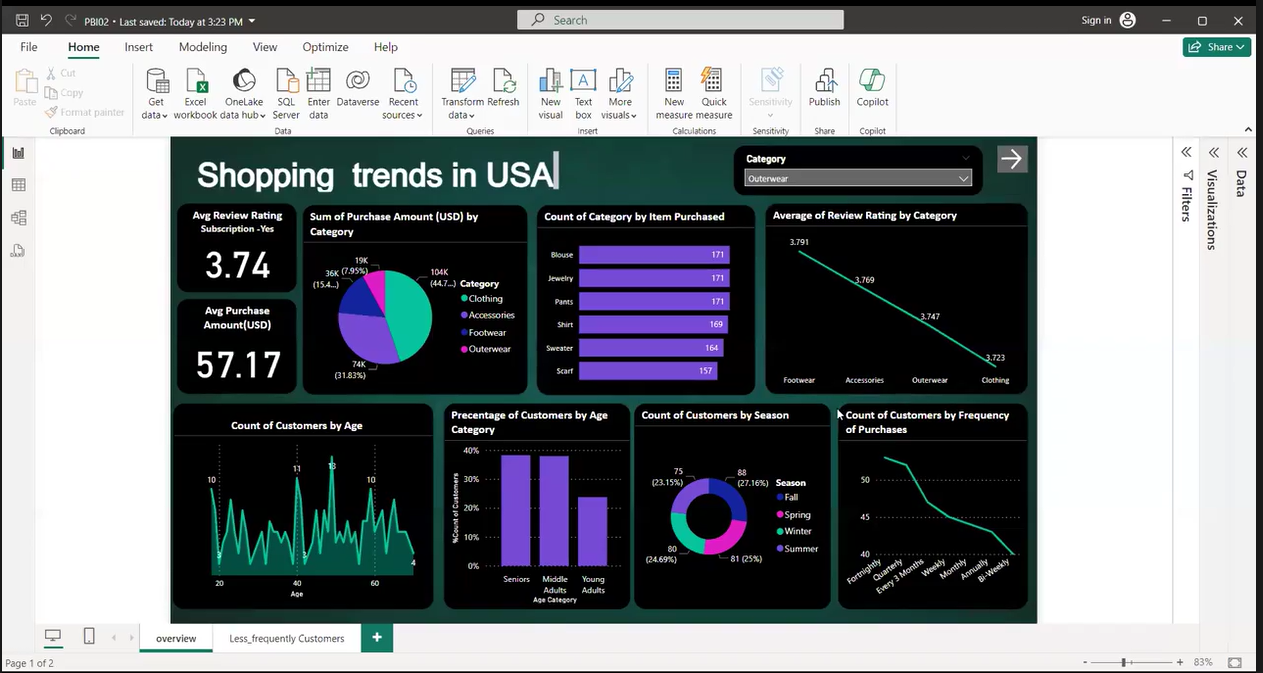 PBI02 • Last saved: Today at 3:23 PM
Search
Sign in
File Home Insert Modeling View Optimize Help
Share
Paste
Cut
Copy
Format painter
Clipboard
Get data
Excel workbook
OneLake data hub
SQL Server
Enter data
Dataverse
Recent sources
Data
Transform data
Refresh
Queries
New visual
Text box
More visuals
Insert
New measure
Quick measure
Calculations
Sensitivity
Sensitivity
Publish
Share
Copilot
Copilot
Shopping trends in USA
Category
Outerwear
Filters
Visualizations
Data
Avg Review Rating
Subscription -Yes
3.74
Avg Purchase
Amount(USD)
57.17
Sum of Purchase Amount (USD) by
Category
19K
(7.95%)
36K
(15.4...)
104K
(44.7...)
74K
(31.83%)
Category
Clothing
Accessories
Footwear
Outerwear
Count of Category by Item Purchased
Blouse 171
Jewelry 171
Pants 171
Shirt 169
Sweater 164
Scarf 157
Average of Review Rating by Category
3.791
3.769
3.747
3.723
Footwear Accessories Outerwear Clothing
Count of Customers by Age
10
3
11
2
13
10
4
20 40 60
Age
Precentage of Customers by Age
Category
%Count of Customers
40%
30%
20%
10%
0%
Seniors
Middle
Adults
Young
Adults
Age Category
Count of Customers by Season
75
(23.15%)
88
(27.16%)
80
(24.69%)
81 (25%)
Season
Fall
Spring
Winter
Summer
Count of Customers by Frequency
of Purchases
50
45
40
Fortnightly
Quarterly
Every 3 Months
Weekly
Monthly
Annually
Bi-Weekly
overview
Less_frequently Customers
+
Page 1 of 2
- + 83%